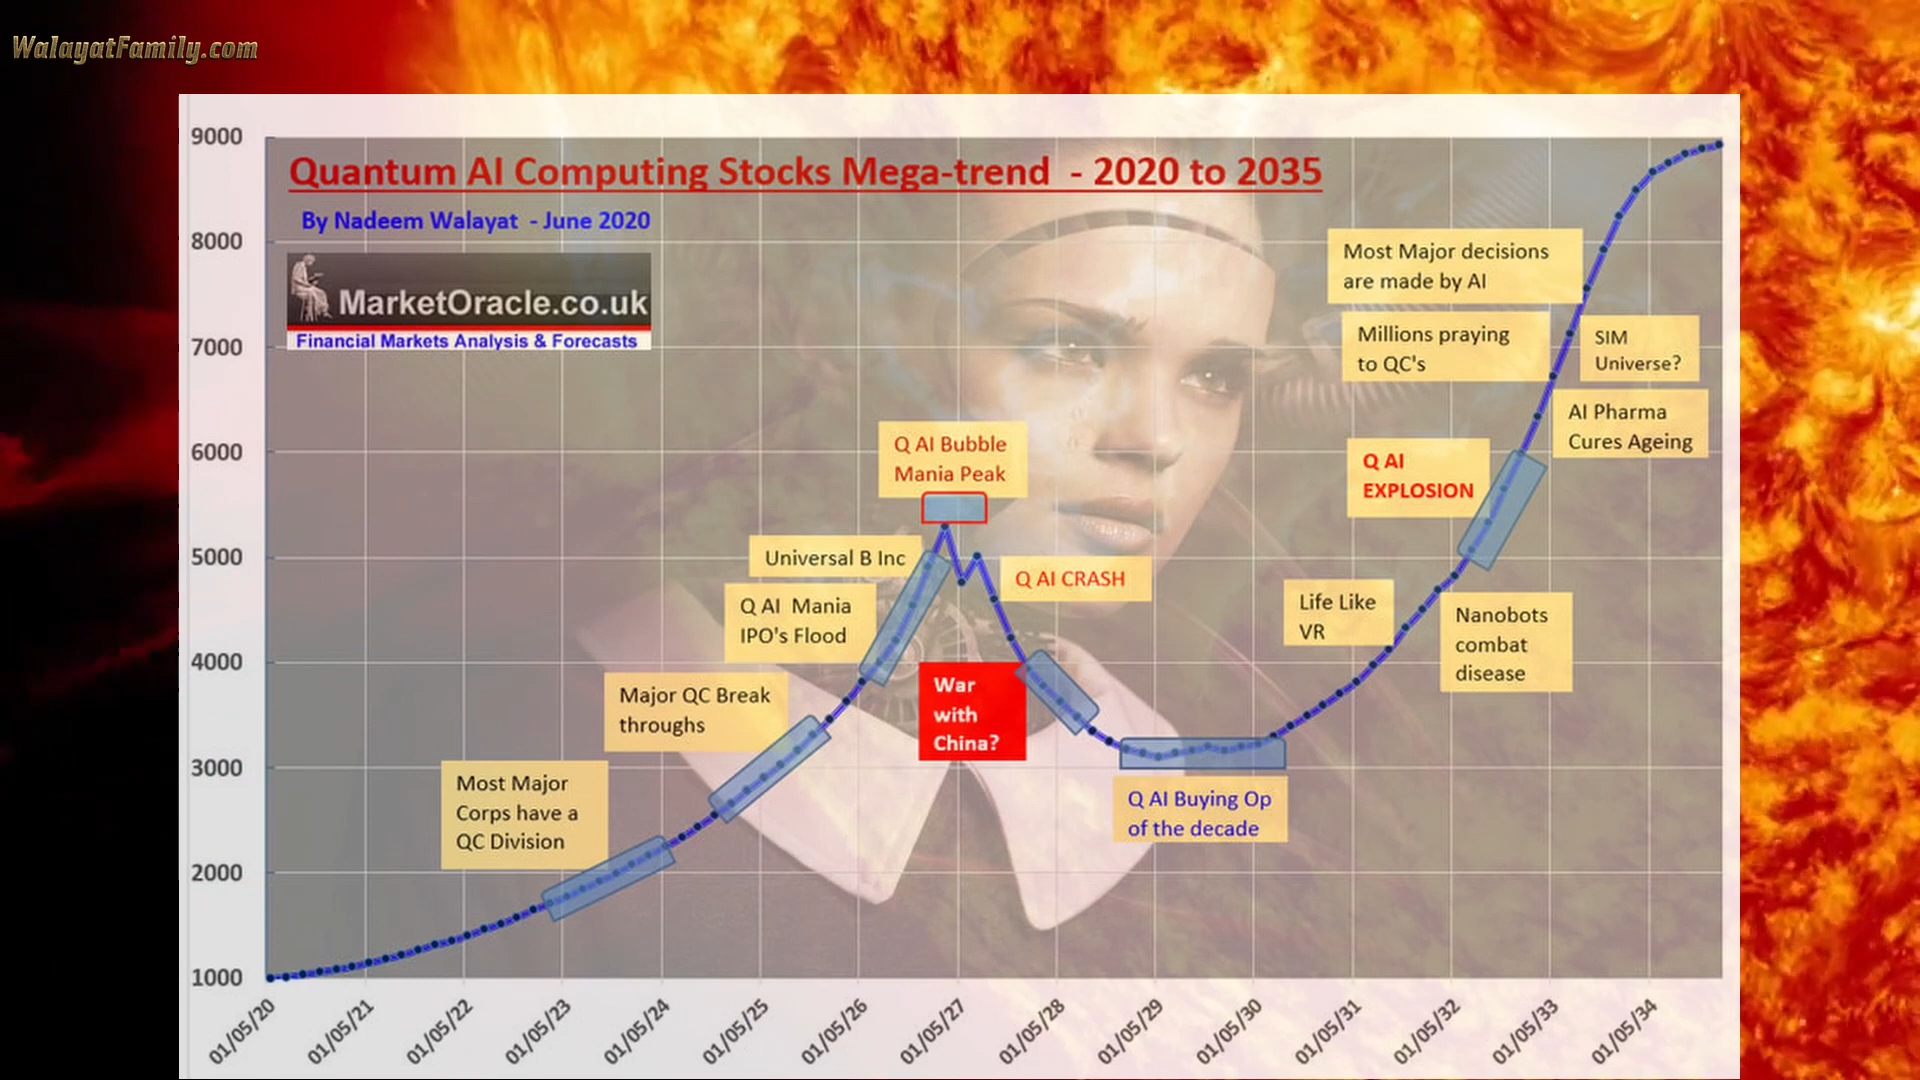 WalayatFamily.com
Quantum AI Computing Stocks Mega-trend - 2020 to 2035
By Nadeem Walayat - June 2020
MarketOracle.co.uk
Financial Markets Analysis & Forecasts
9000
8000
7000
6000
5000
4000
3000
2000
1000
Most Major
Corps have a
QC Division
Major QC Break
throughs
Q AI Mania
IPO's Flood
Universal B Inc
Q AI Bubble
Mania Peak
Q AI CRASH
War
with
China?
Q AI Buying Op
of the decade
Life Like
VR
Nanobots
combat
disease
Q AI
EXPLOSION
AI Pharma
Cures Ageing
SIM
Universe?
Millions praying
to QC's
Most Major decisions
are made by AI
01/05/20
01/05/21
01/05/22
01/05/23
01/05/24
01/05/25
01/05/26
01/05/27
01/05/28
01/05/29
01/05/30
01/05/31
01/05/32
01/05/33
01/05/34